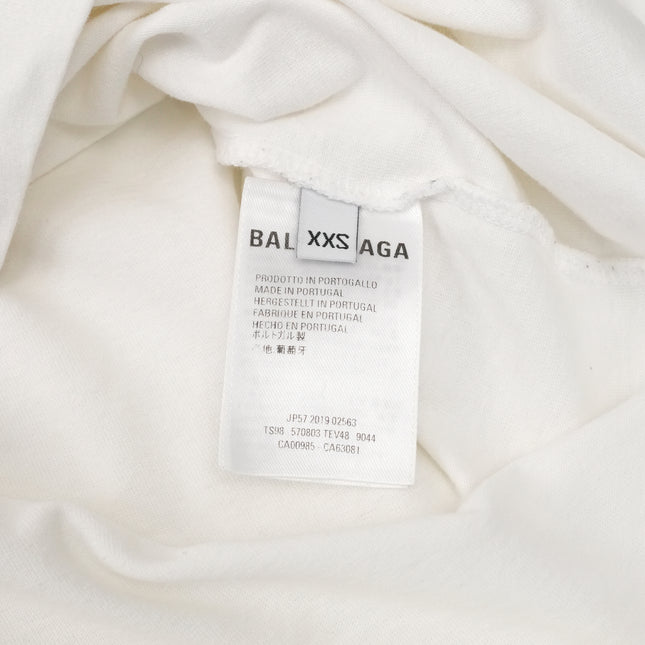 BAL AGA
XXS
PRODOTTO IN PORTOGALLO
MADE IN PORTUGAL
HERGESTELLT IN PORTUGAL
FABRIQUE EN PORTUGAL
HECHO EN PORTUGAL
ポルトガル製
地:葡萄牙
JP57 2019 02563
TS98 570803 TEV48 9044
CA00985 - CA63081